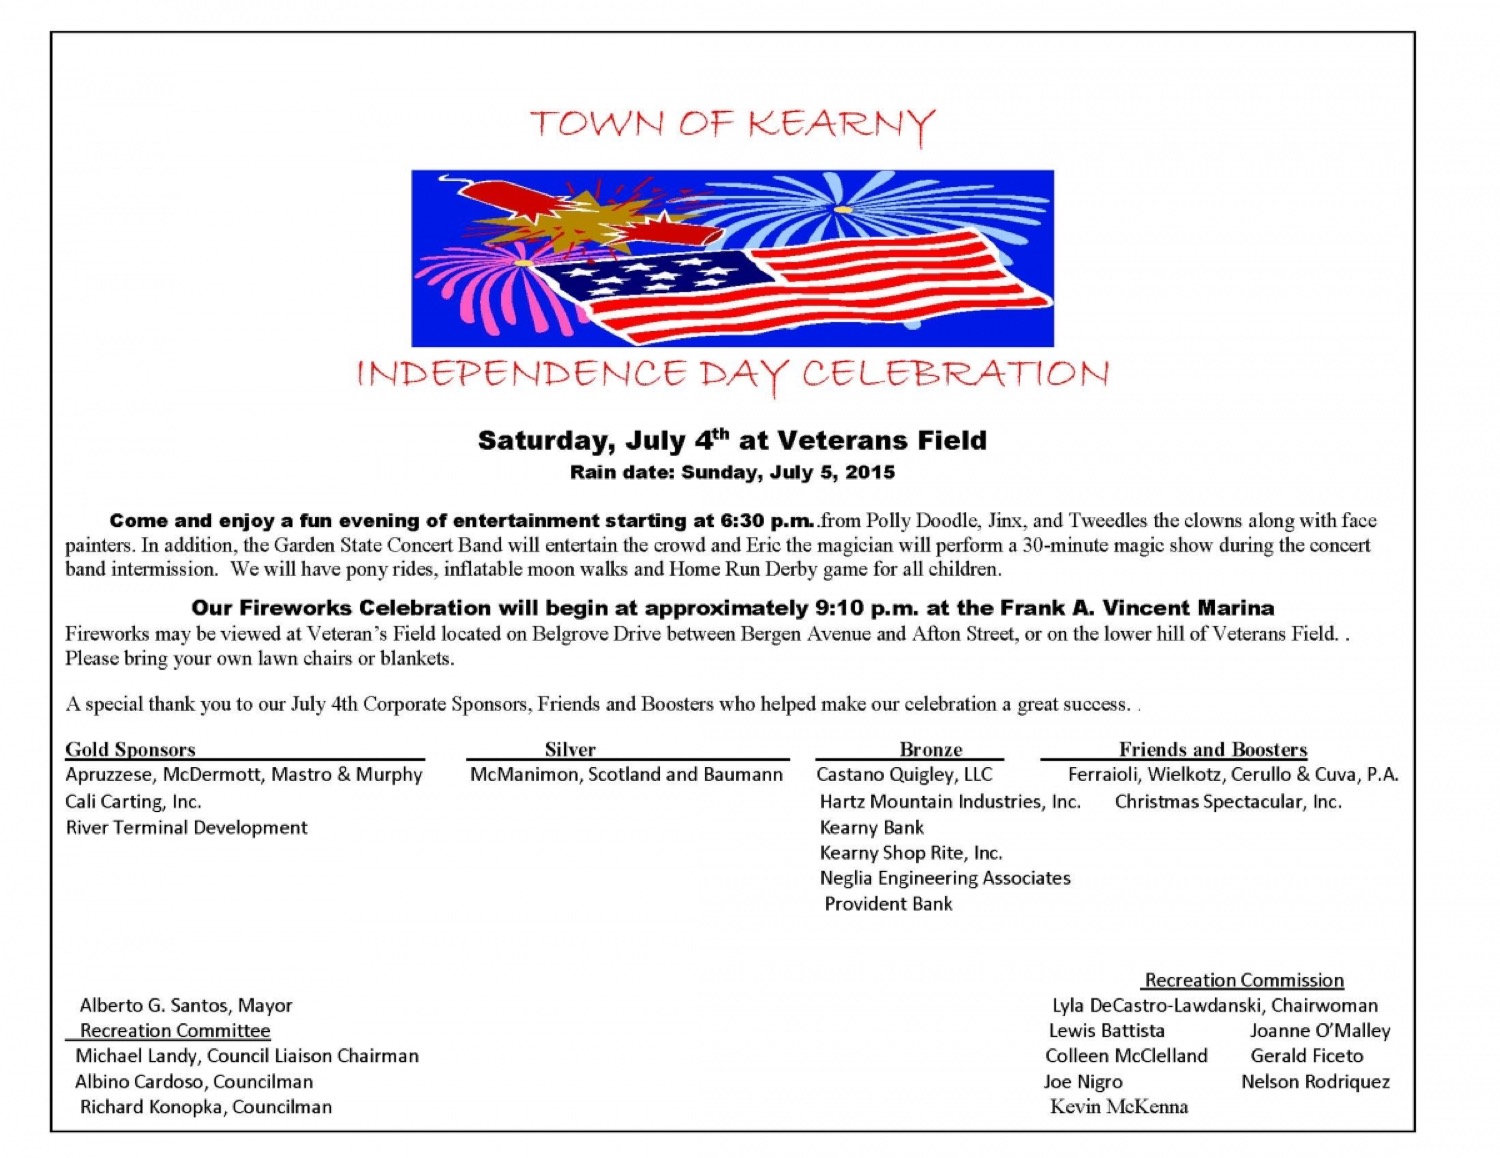 TOWN OF KEARNY
INDEPENDENCE DAY CELEBRATION
Saturday, July 4th at Veterans Field
Rain date: Sunday, July 5, 2015
Come and enjoy a fun evening of entertainment starting at 6:30 p.m..from Polly Doodle, Jinx, and Tweedles the clowns along with face
painters. In addition, the Garden State Concert Band will entertain the crowd and Eric the magician will perform a 30-minute magic show during the concert
band intermission. We will have pony rides, inflatable moon walks and Home Run Derby game for all children.
Our Fireworks Celebration will begin at approximately 9:10 p.m. at the Frank A. Vincent Marina
Fireworks may be viewed at Veteran's Field located on Belgrove Drive between Bergen Avenue and Afton Street, or on the lower hill of Veterans Field. .
Please bring your own lawn chairs or blankets.
A special thank you to our July 4th Corporate Sponsors, Friends and Boosters who helped make our celebration a great success. .
Gold Sponsors Silver Bronze Friends and Boosters
Apruzzese, McDermott, Mastro & Murphy McManimon, Scotland and Baumann Castano Quigley, LLC Ferraioli, Wielkotz, Cerullo & Cuva, P.A.
Cali Carting, Inc. Hartz Mountain Industries, Inc. Christmas Spectacular, Inc.
River Terminal Development Kearny Bank
Kearny Shop Rite, Inc.
Neglia Engineering Associates
Provident Bank
Recreation Commission
Alberto G. Santos, Mayor Lyla DeCastro-Lawdanski, Chairwoman
Recreation Committee Lewis Battista Joanne O'Malley
Michael Landy, Council Liaison Chairman Colleen McClelland Gerald Ficeto
Albino Cardoso, Councilman Joe Nigro Nelson Rodriquez
Richard Konopka, Councilman Kevin McKenna